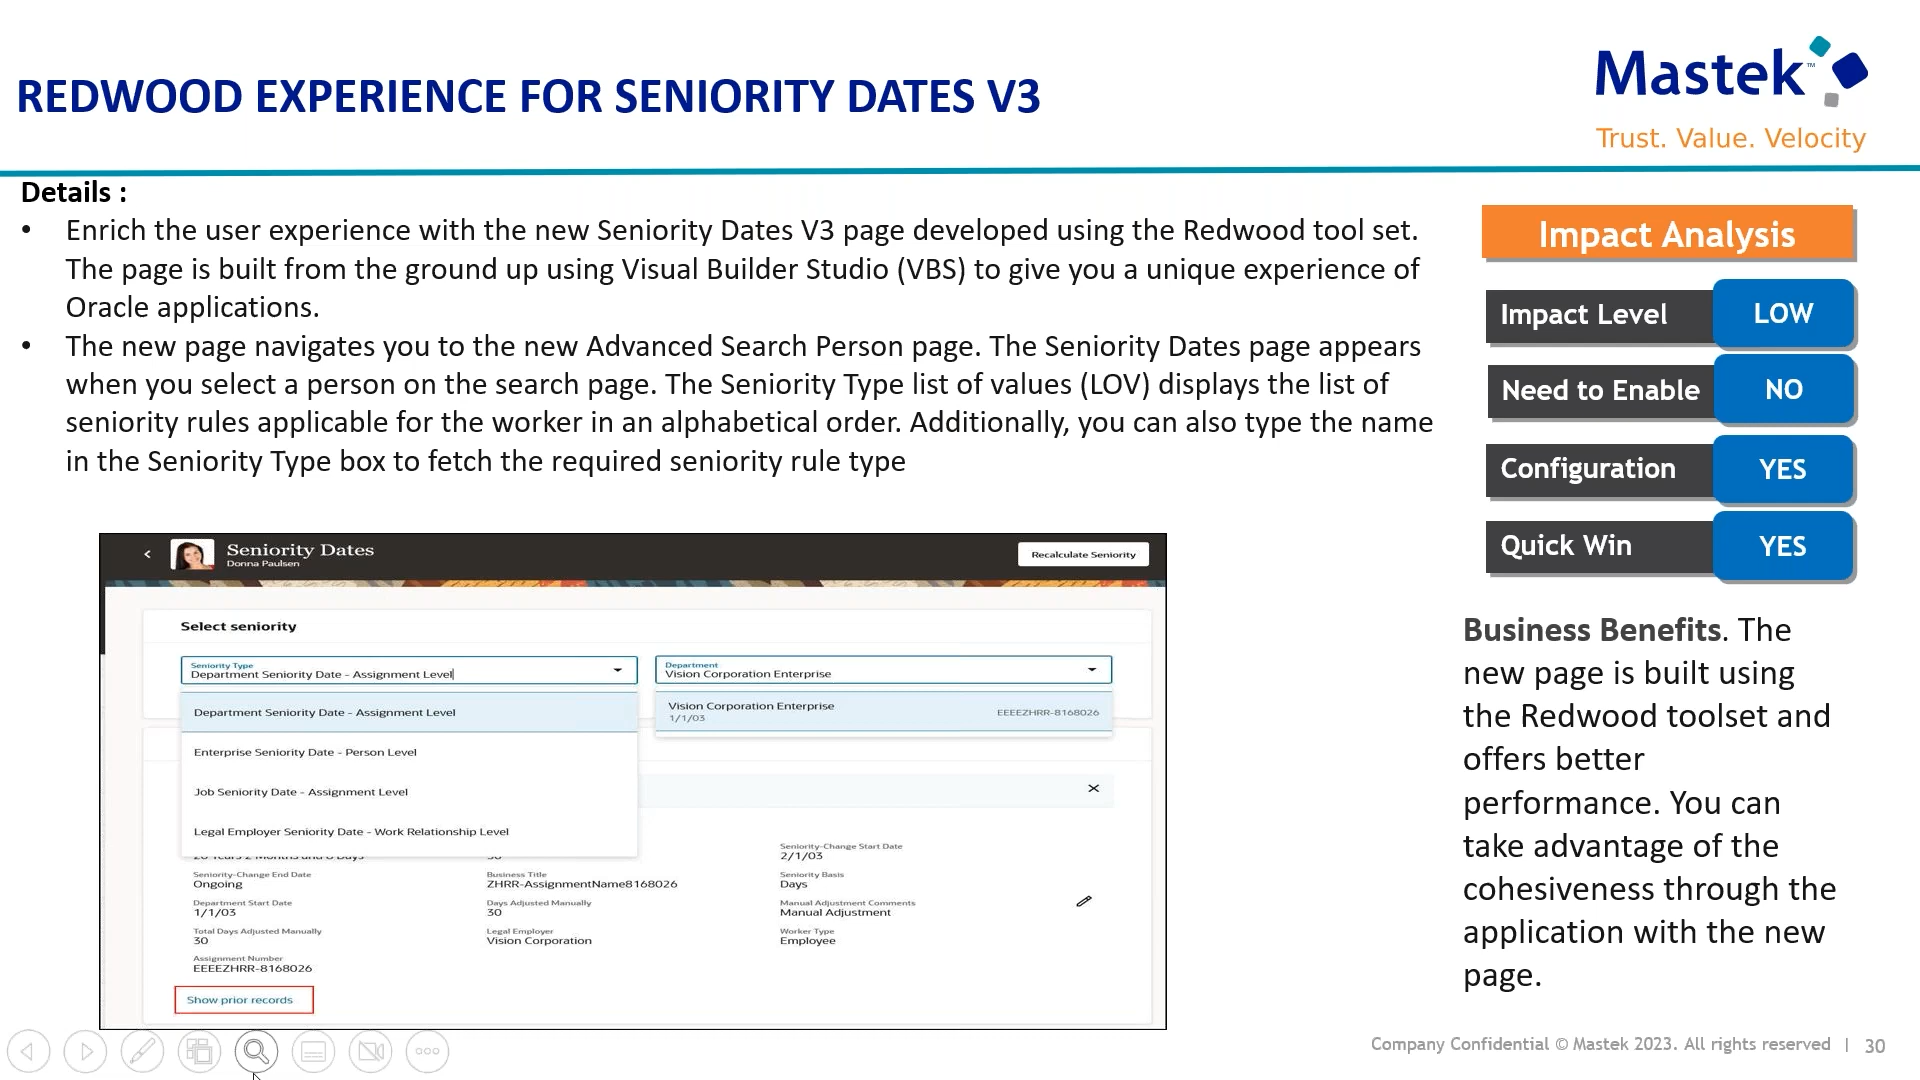 REDWOOD EXPERIENCE FOR SENIORITY DATES V3
Mastek™
Trust. Value. Velocity
Details :
• Enrich the user experience with the new Seniority Dates V3 page developed using the Redwood tool set.
The page is built from the ground up using Visual Builder Studio (VBS) to give you a unique experience of
Oracle applications.
• The new page navigates you to the new Advanced Search Person page. The Seniority Dates page appears
when you select a person on the search page. The Seniority Type list of values (LOV) displays the list of
seniority rules applicable for the worker in an alphabetical order. Additionally, you can also type the name
in the Seniority Type box to fetch the required seniority rule type
Impact Analysis
Impact Level LOW
Need to Enable NO
Configuration YES
Quick Win YES
Business Benefits. The
new page is built using
the Redwood toolset and
offers better
performance. You can
take advantage of the
cohesiveness through the
application with the new
page.
Seniority Dates
Donna Paulsen
Recalculate Seniority
Select seniority
Seniority Type
Department Seniority Date - Assignment Level
Department
Vision Corporation Enterprise
Department Seniority Date - Assignment Level
Vision Corporation Enterprise
1/1/03
EEEEZHRR-8168026
Enterprise Seniority Date - Person Level
Job Seniority Date - Assignment Level
Legal Employer Seniority Date - Work Relationship Level
Seniority-Change Start Date
2/1/03
Seniority-Change End Date
Ongoing
Business Title
ZHRR-AssignmentName8168026
Seniority Basis
Days
Department Start Date
1/1/03
Days Adjusted Manually
30
Manual Adjustment Comments
Manual Adjustment
Total Days Adjusted Manually
30
Legal Employer
Vision Corporation
Worker Type
Employee
Assignment Number
EEEEZHRR-8168026
Show prior records
Company Confidential © Mastek 2023. All rights reserved | 30